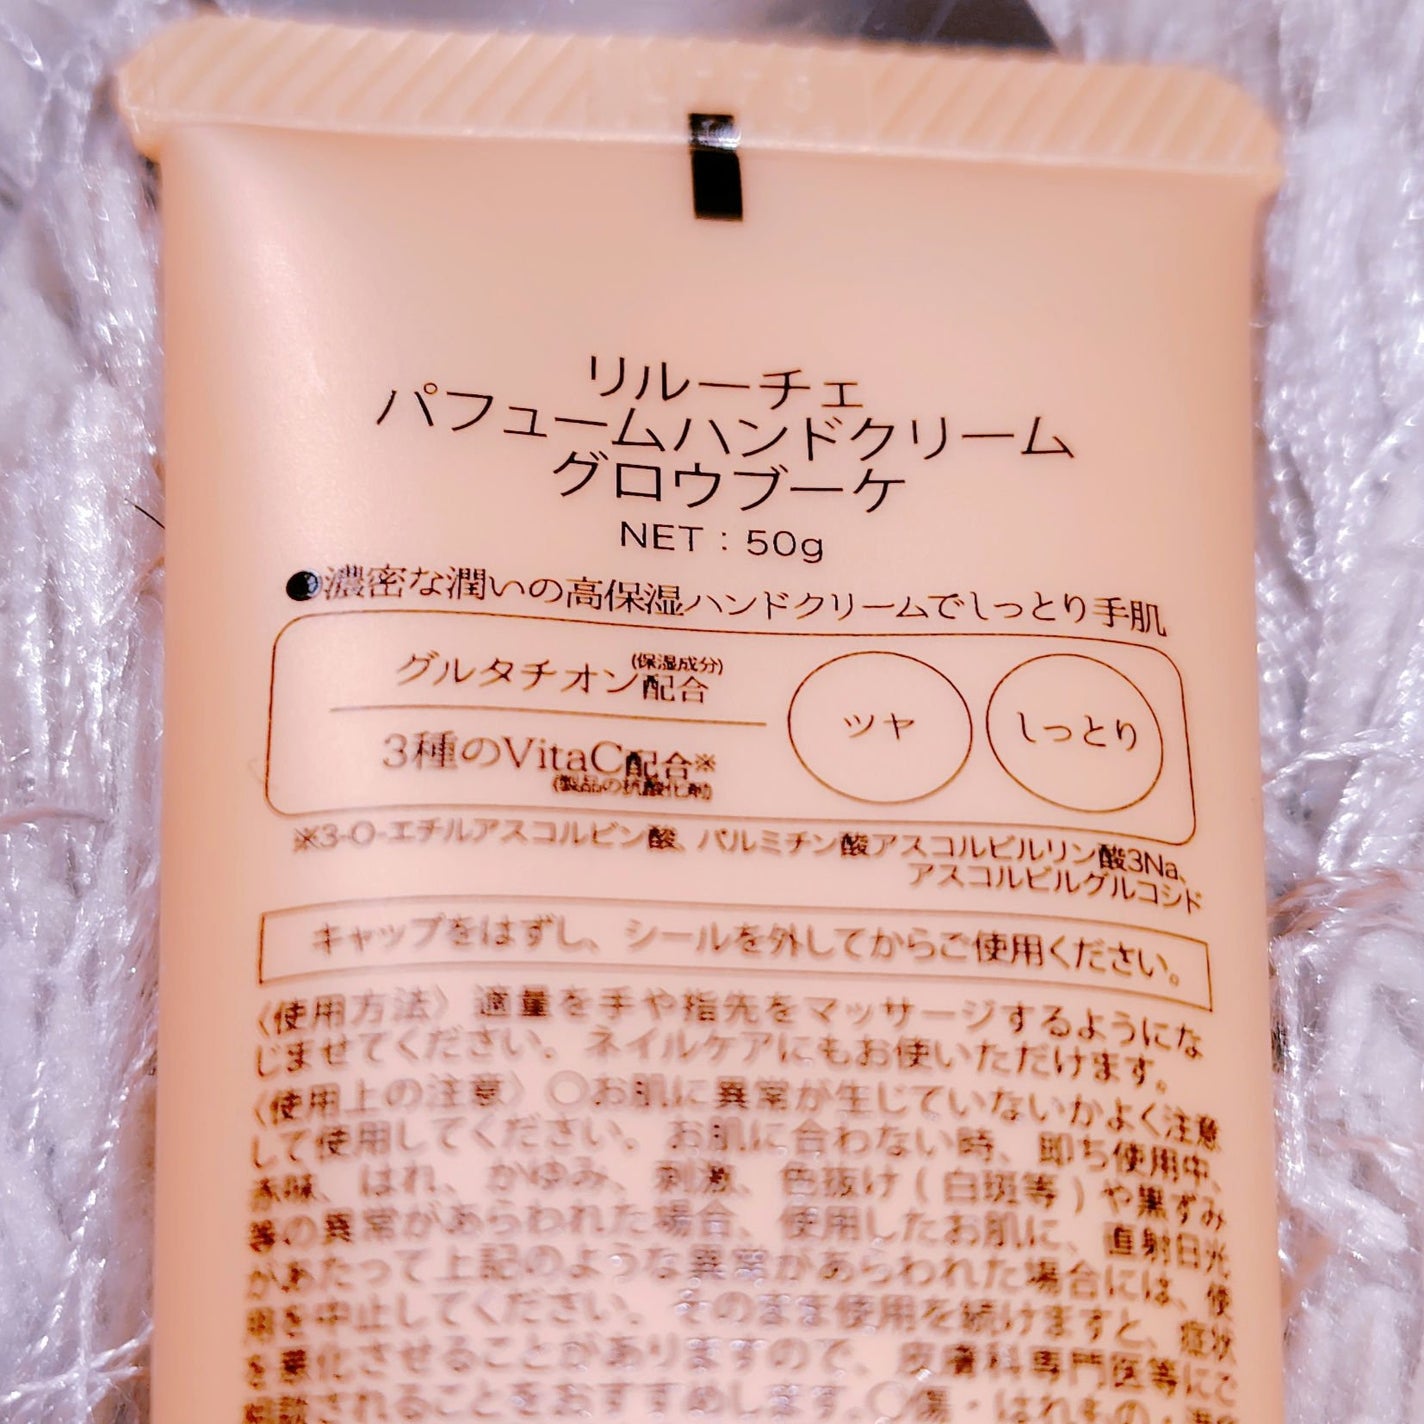 リルーチェ
パフュームハンドクリーム
グロウブーケ
NET：50g
●濃密な潤いの高保湿ハンドクリームでしっとり手肌
グルタチオン(保湿成分)配合
3種のVitaC配合※
(製品の抗酸化剤)
ツヤ
しっとり
※3-O-エチルアスコルビン酸、パルミチン酸アスコルビルリン酸3Na、
アスコルビルグルコシド
キャップをはずし、シールを外してからご使用ください。
〈使用方法〉適量を手や指先をマッサージするようにな
じませてください。ネイルケアにもお使いただけます。
〈使用上の注意〉○お肌に異常が生じていないかよく注意
して使用してください。お肌に合わない時、即ち使用中、
赤味、はれ、かゆみ、刺激、色抜け(白斑等)や黒ずみ
等の異常があらわれた場合、使用したお肌に、直射日光
があたって上記のような異常があらわれた場合には、使
用を中止してください。そのまま使用を続けますと、症状
を悪化させることがありますので、皮膚科専門医等にご
相談されることをおすすめします。○傷・はれもの・